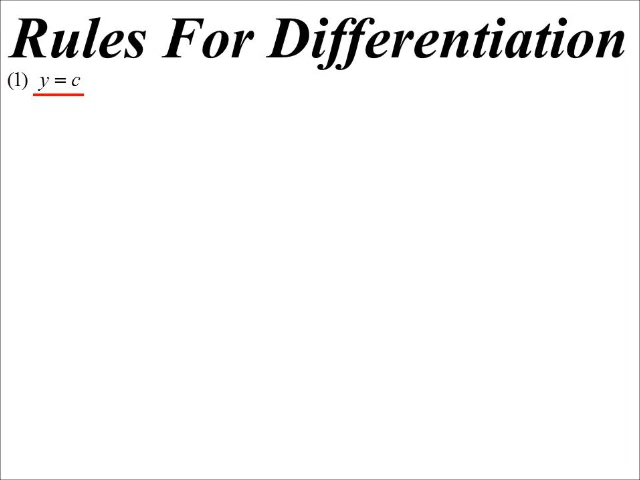 Rules For Differentiation
(1) y = c